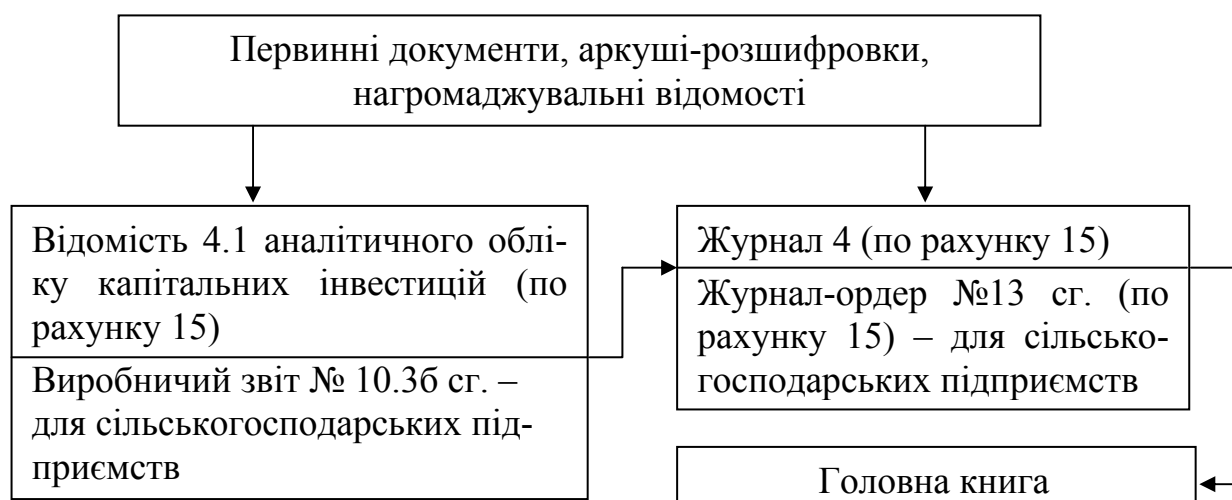 Первинні документи, аркуші-розшифровки,
нагромаджувальні відомості
Відомість 4.1 аналітичного облі-
ку капітальних інвестицій (по
рахунку 15)
Виробничий звіт № 10.3б сг. –
для сільськогосподарських під-
приємств
Журнал 4 (по рахунку 15)
Журнал-ордер №13 сг. (по
рахунку 15) – для сільсько-
господарських підприємств
Головна книга